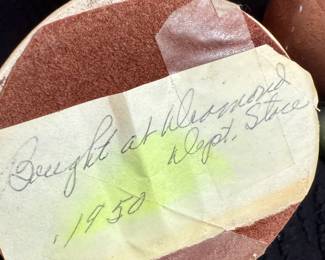 Bought at Diamond
Dept. Store
1950